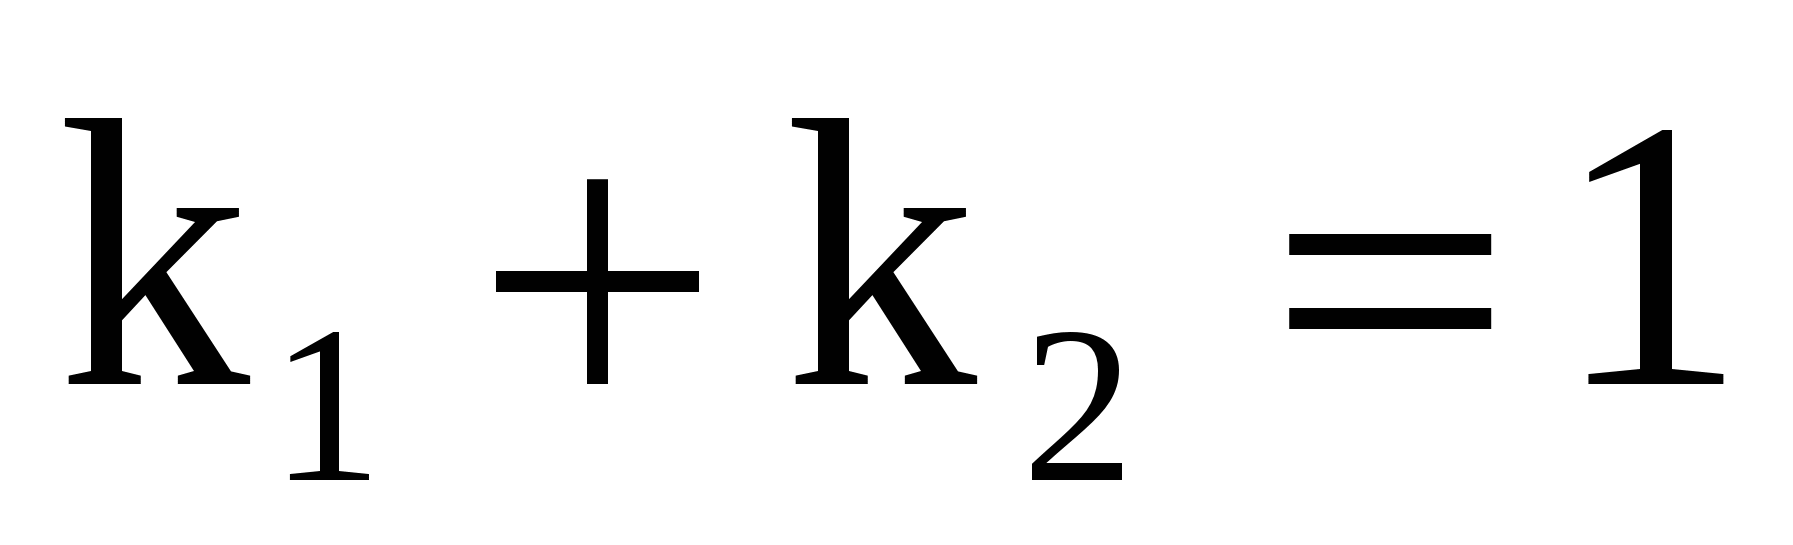 k₁ + k₂ = 1